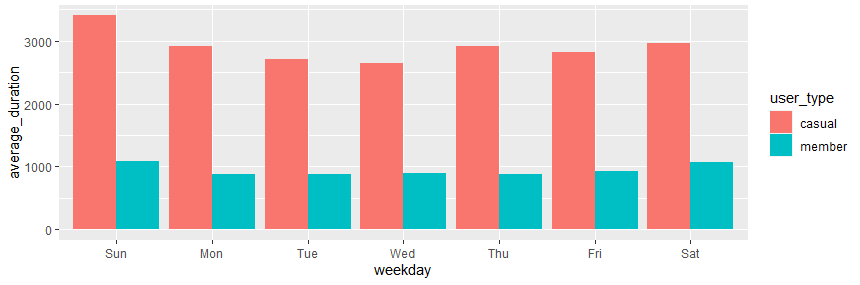 average_duration
3000
2000
1000
0
Sun Mon Tue Wed Thu Fri Sat
weekday
user_type
casual
member